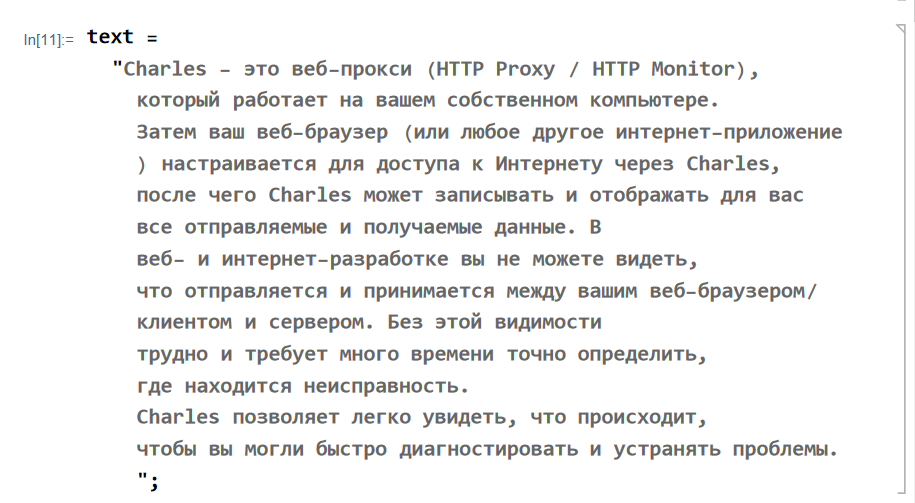 In[11]:= text =
"Charles – это веб-прокси (HTTP Proxy / HTTP Monitor),
который работает на вашем собственном компьютере.
Затем ваш веб-браузер (или любое другое интернет-приложение
) настраивается для доступа к Интернету через Charles,
после чего Charles может записывать и отображать для вас
все отправляемые и получаемые данные. В
веб- и интернет-разработке вы не можете видеть,
что отправляется и принимается между вашим веб-браузером/
клиентом и сервером. Без этой видимости
трудно и требует много времени точно определить,
где находится неисправность.
Charles позволяет легко увидеть, что происходит,
чтобы вы могли быстро диагностировать и устранять проблемы.
";